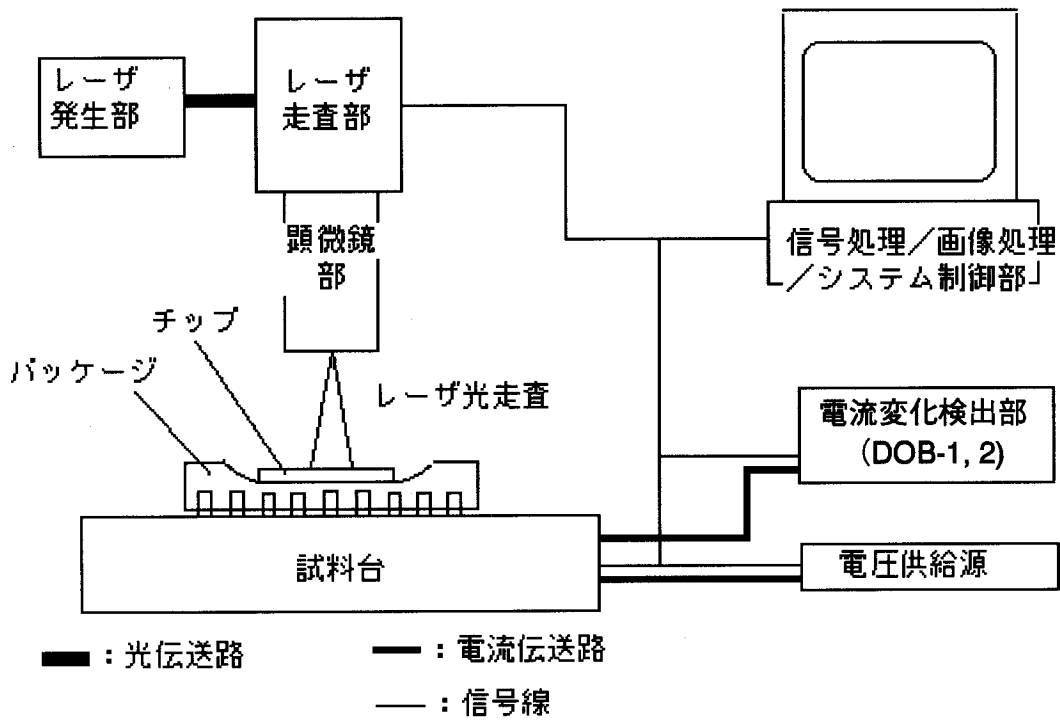 レーザ
発生部
レーザ
走査部
顕微鏡
部
信号処理／画像処理
／システム制御部
チップ
パッケージ
レーザ光走査
電流変化検出部
(DOB-1, 2)
試料台
電圧供給源
：光伝送路
：電流伝送路
：信号線